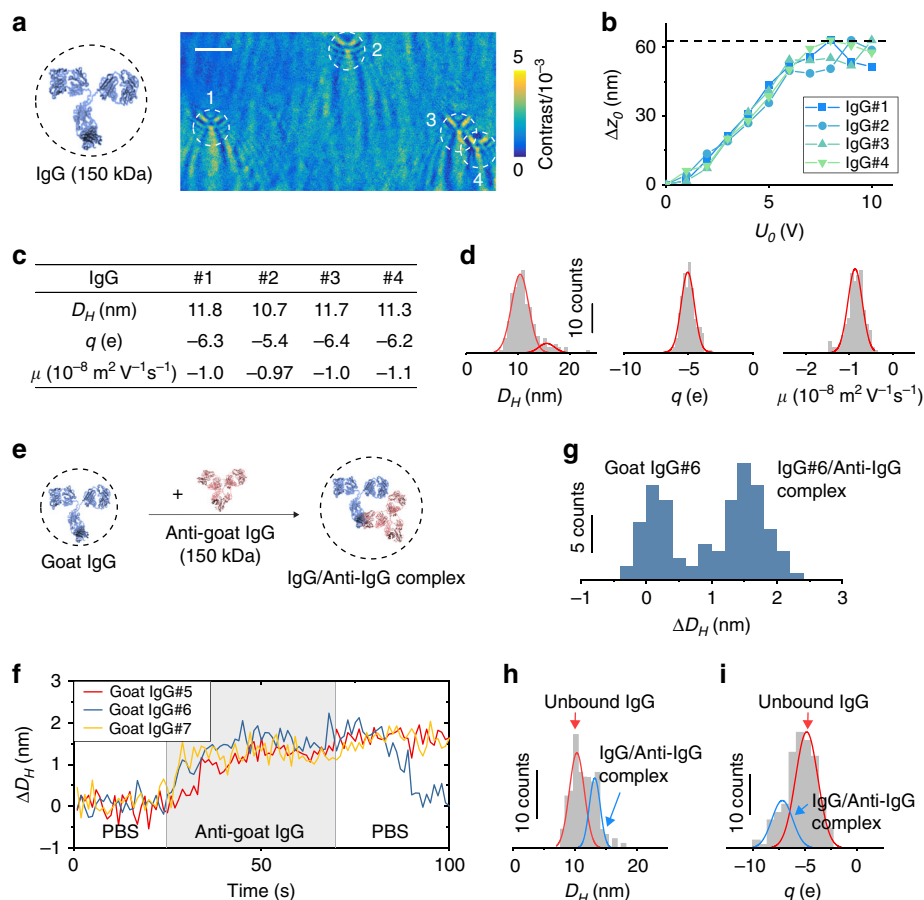 a
IgG (150 kDa)
1
2
3
4
5
0
Contrast/10⁻³
b
60
30
0
Δz₀ (nm)
IgG#1
IgG#2
IgG#3
IgG#4
0 5 10
U₀ (V)
c
IgG #1 #2 #3 #4
D_H (nm) 11.8 10.7 11.7 11.3
q (e) −6.3 −5.4 −6.4 −6.2
μ (10⁻⁸ m² V⁻¹s⁻¹) −1.0 −0.97 −1.0 −1.1
d
10 counts
0 10 20
D_H (nm)
−10 −5 0
q (e)
−2 −1 0
μ (10⁻⁸ m² V⁻¹s⁻¹)
e
Goat IgG
+
Anti-goat IgG
(150 kDa)
IgG/Anti-IgG complex
g
Goat IgG#6
IgG#6/Anti-IgG
complex
5 counts
−1 0 1 2 3
ΔD_H (nm)
f
3
2
1
0
−1
ΔD_H (nm)
Goat IgG#5
Goat IgG#6
Goat IgG#7
PBS
Anti-goat IgG
PBS
0 50 100
Time (s)
h
Unbound IgG
IgG/Anti-IgG
complex
10 counts
0 10 20
D_H (nm)
i
Unbound IgG
IgG/Anti-IgG
complex
10 counts
−10 −5 0
q (e)